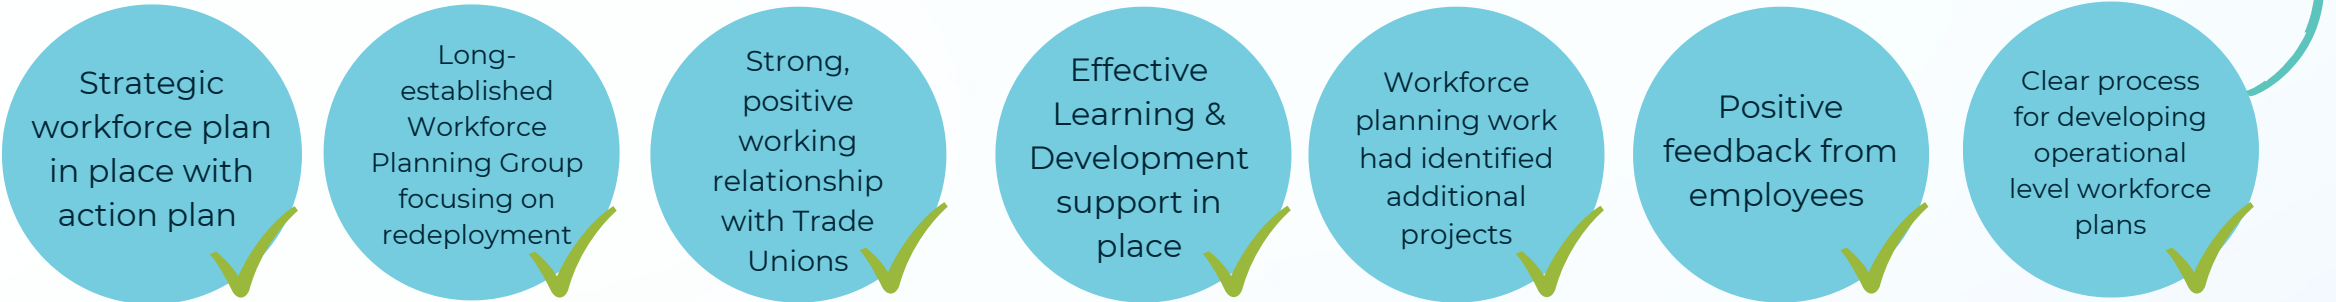 Strategic
workforce plan
in place with
action plan
Long-
established
Workforce
Planning Group
focusing on
redeployment
Strong,
positive
working
relationship
with Trade
Unions
Effective
Learning &
Development
support in
place
Workforce
planning work
had identified
additional
projects
Positive
feedback from
employees
Clear process
for developing
operational
level workforce
plans